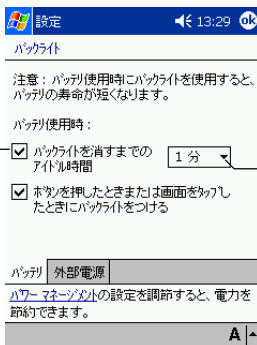 設定 13:29 ok
バックライト
注意：バッテリ使用時にバックライトを使用すると、
バッテリの寿命が短くなります。
バッテリ使用時：
バックライトを消すまでの
アイドル時間
1 分
ボタンを押したときまたは画面をタップし
たときにバックライトをつける
バッテリ 外部電源
パワー マネージメントの設定を調節すると、電力を
節約できます。
A